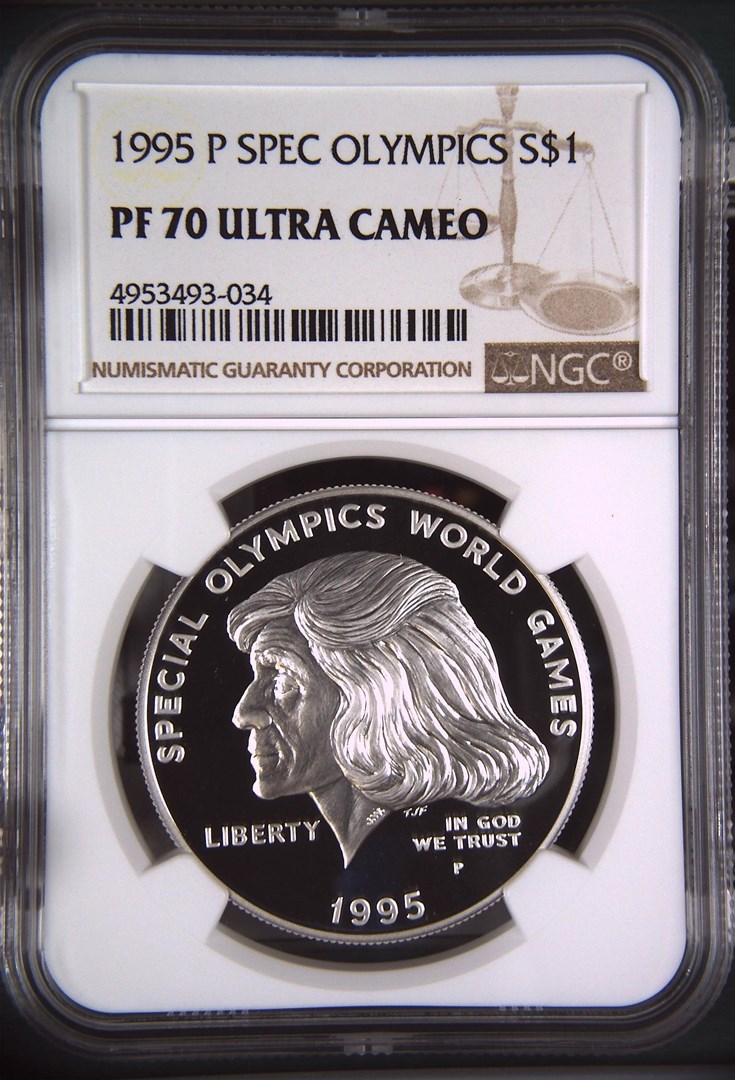 1995 P SPEC OLYMPICS S$1
PF 70 ULTRA CAMEO
4953493-034
NUMISMATIC GUARANTY CORPORATION
NGC®
SPECIAL OLYMPICS WORLD GAMES
TJF
LIBERTY
IN GOD
WE TRUST
P
1995